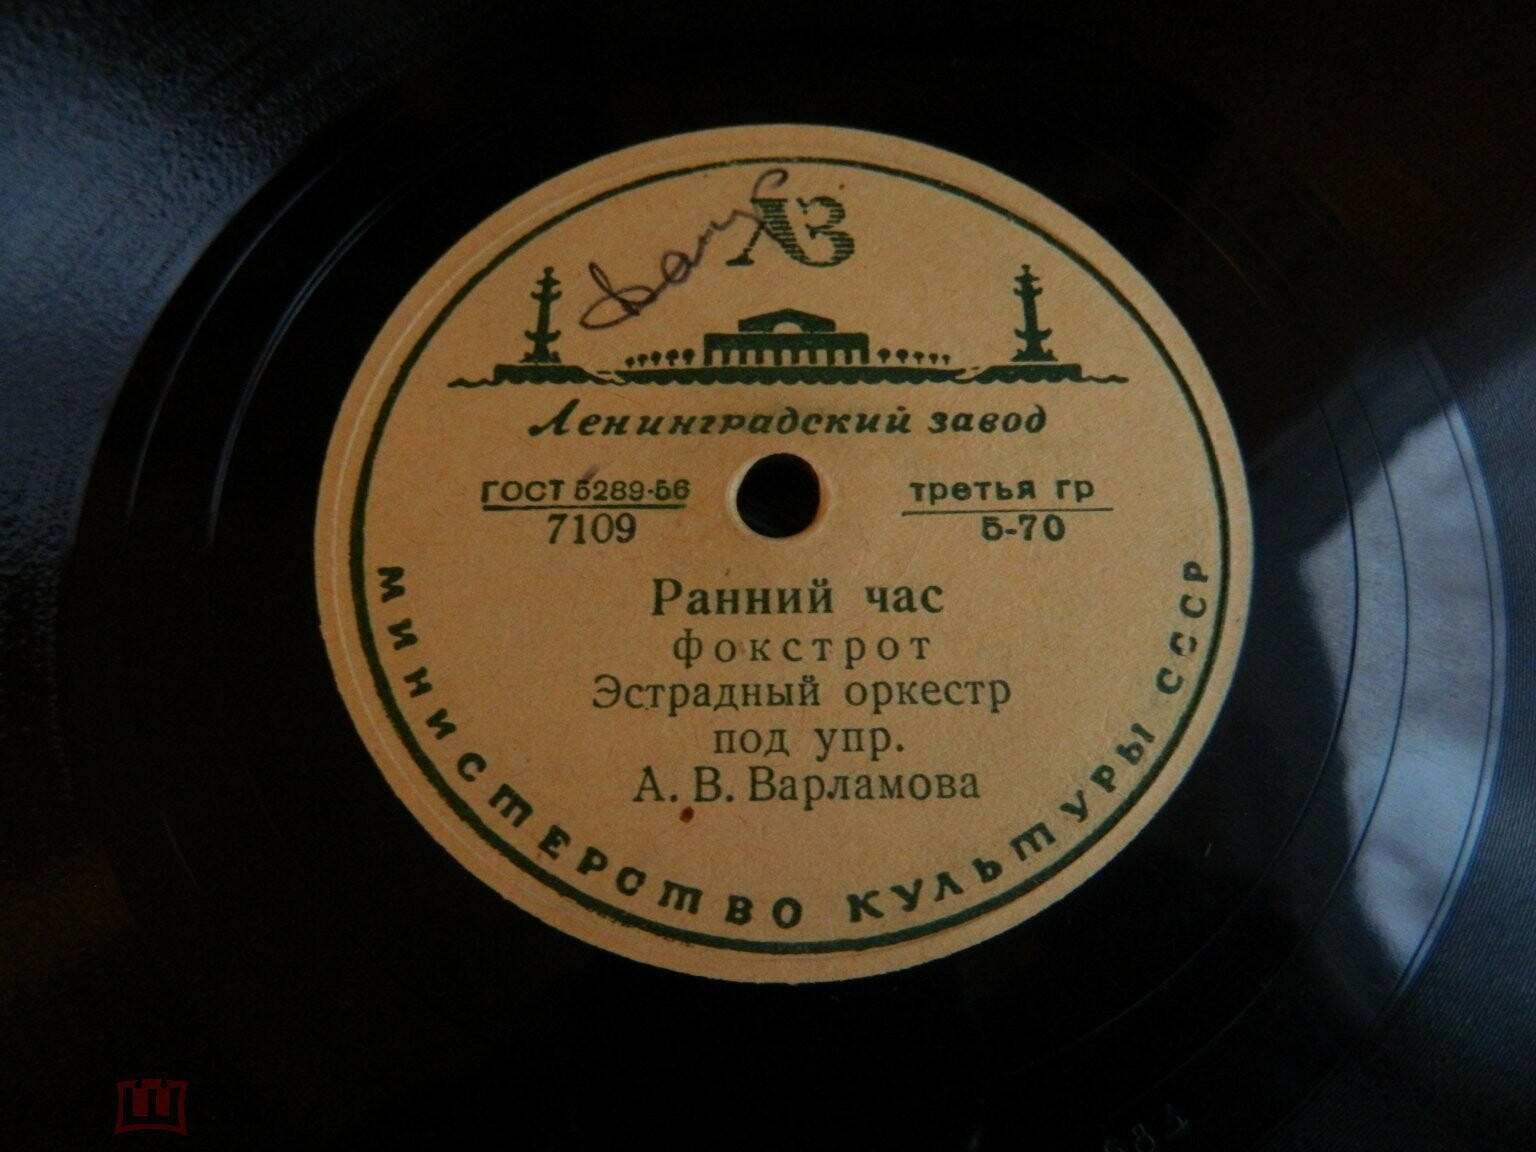 ЛЗ
Ленинградский завод
ГОСТ 5289-56
7109
третья гр
5-70
Ранний час
фокстрот
Эстрадный оркестр
под упр.
А. В. Варламова
МИНИСТЕРСТВО КУЛЬТУРЫ СССР